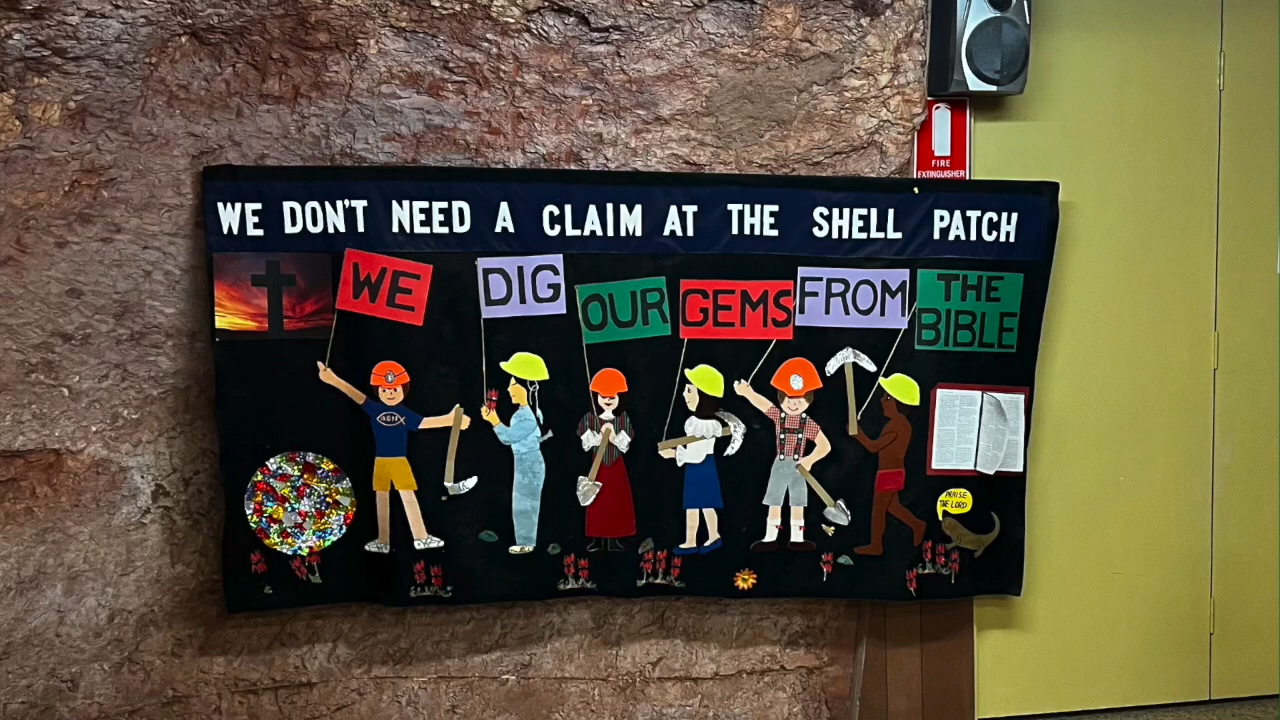 FIRE
EXTINGUISHER
WE DON'T NEED A CLAIM AT THE SHELL PATCH
WE
DIG
OUR
GEMS
FROM
THE
BIBLE
PRAISE
THE LORD